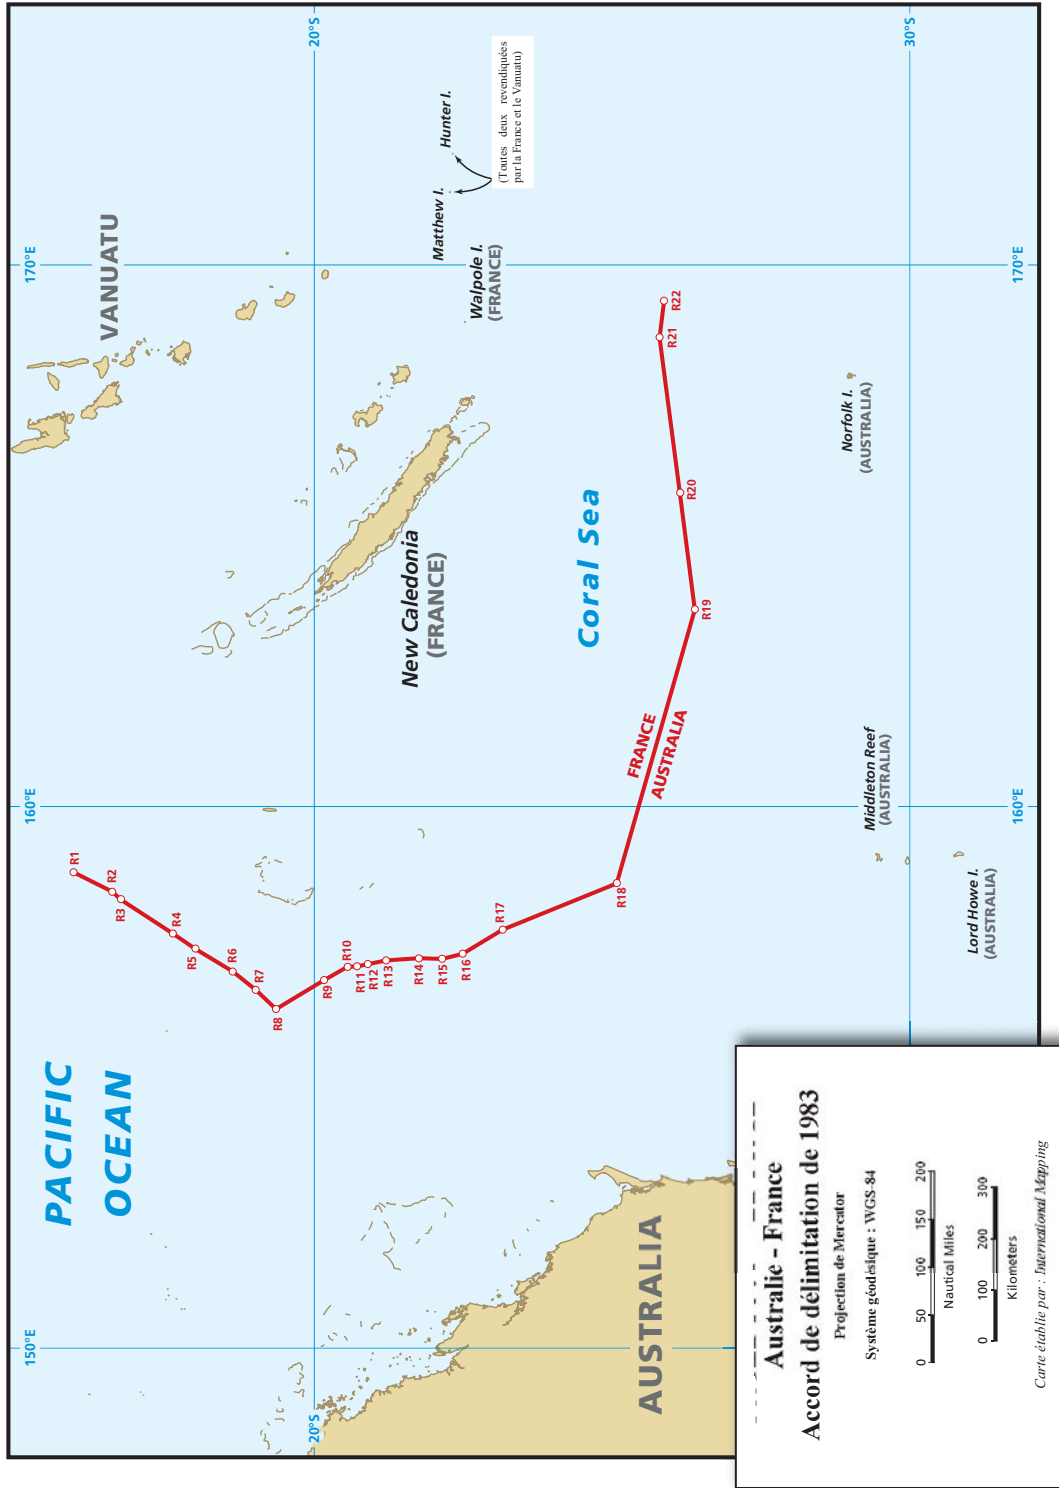 PACIFIC
OCEAN
VANUATU
Coral Sea
AUSTRALIA
New Caledonia
(FRANCE)
Walpole I.
(FRANCE)
Matthew I.
Hunter I.
(Toutes deux revendiquées
par la France et le Vanuatu)
Norfolk I.
(AUSTRALIA)
Middleton Reef
(AUSTRALIA)
Lord Howe I.
(AUSTRALIA)
FRANCE
AUSTRALIA
R1
R2
R3
R4
R5
R6
R7
R8
R9
R10
R11
R12
R13
R14
R15
R16
R17
R18
R19
R20
R21
R22
150°E
160°E
170°E
160°E
170°E
20°S
30°S
20°S
Australie - France
Accord de délimitation de 1983
Projection de Mercator
Système géodésique : WGS-84
0 50 100 150 200
Nautical Miles
0 100 200 300
Kilometers
Carte établie par : International Mapping